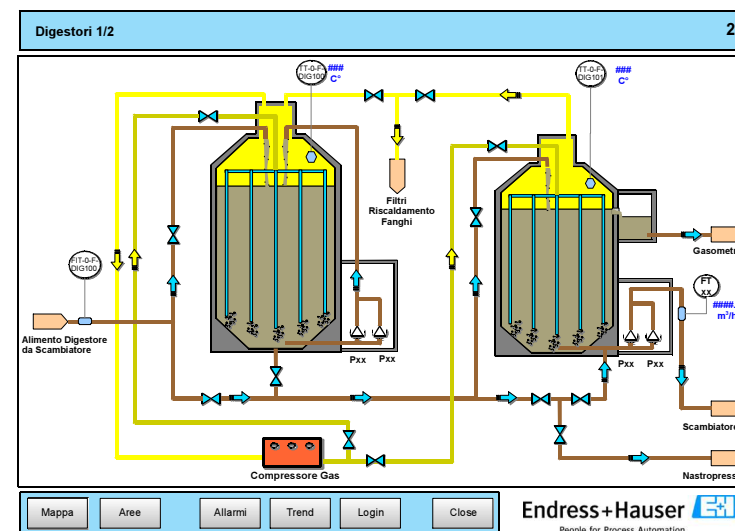 Digestori 1/2
2
TT-0-F-
DIG100
###
C°
TT-0-F-
DIG101
###
C°
Filtri
Riscaldamento
Fanghi
FIT-0-F-
DIG100
Gasometr
FT
xx
####.
m³/h
Alimento Digestore
da Scambiatore
Pxx
Pxx
Pxx
Pxx
Scambiatore
Compressore Gas
Nastropress
Mappa
Aree
Allarmi
Trend
Login
Close
Endress+Hauser
EH
People for Process Automation